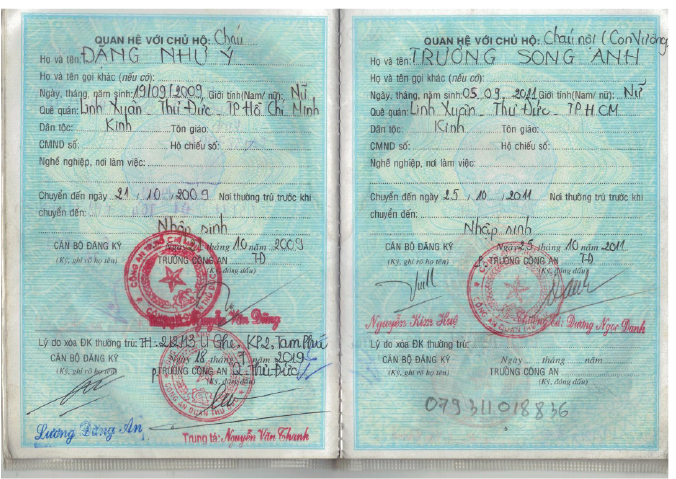 QUAN HỆ VỚI CHỦ HỘ: Cháu
Họ và tên: ĐẶNG NHƯ Ý
Họ và tên gọi khác (nếu có):
Ngày, tháng, năm sinh: 19/09/2009 Giới tính(Nam/ nữ): Nữ
Quê quán: Linh Xuân - Thủ Đức - TP Hồ Chí Minh
Dân tộc: Kinh Tôn giáo:
CMND số: Hộ chiếu số:
Nghề nghiệp, nơi làm việc:
Chuyển đến ngày 21 / 10 / 2009 Nơi thường trú trước khi
chuyển đến:
Nhập sinh
tháng 10 năm 2009
CÁN BỘ ĐĂNG KÝ TRƯỞNG CÔNG AN TĐ
(Ký, ghi rõ họ tên) (Ký, đóng dấu)
Nguyễn Văn Dũng
Lý do xóa ĐK thường trú: TH. 212/13 Ụ Ghe, KP2, Tam Phú
Ngày 18 tháng năm 2019
CÁN BỘ ĐĂNG KÝ TRƯỞNG CÔNG AN Q. Thủ Đức
(Ký, ghi rõ họ tên) (Ký, đóng dấu)
Lương Đăng An
Trung tá: Nguyễn Văn Thanh
QUAN HỆ VỚI CHỦ HỘ: Cháu nội (Con
Họ và tên: TRƯƠNG SONG ANH
Họ và tên gọi khác (nếu có):
Ngày, tháng, năm sinh: 05.09.2011 Giới tính(Nam/ nữ): Nữ
Quê quán: Linh Xuân - Thủ Đức - TP HCM
Dân tộc: Kinh Tôn giáo:
CMND số: Hộ chiếu số:
Nghề nghiệp, nơi làm việc:
Chuyển đến ngày 25 / 10 / 2011 Nơi thường trú trước khi
chuyển đến:
Nhập sinh
Ngày 25 tháng 10 năm 2011
CÁN BỘ ĐĂNG KÝ TRƯỞNG CÔNG AN TĐ
(Ký, ghi rõ họ tên) (Ký, đóng dấu)
Nguyễn Kim Huệ
Dương Ngọc Danh
Lý do xóa ĐK thường trú:
Ngày tháng năm
CÁN BỘ ĐĂNG KÝ TRƯỞNG CÔNG AN
(Ký, ghi rõ họ tên) (Ký, đóng dấu)
079311018836